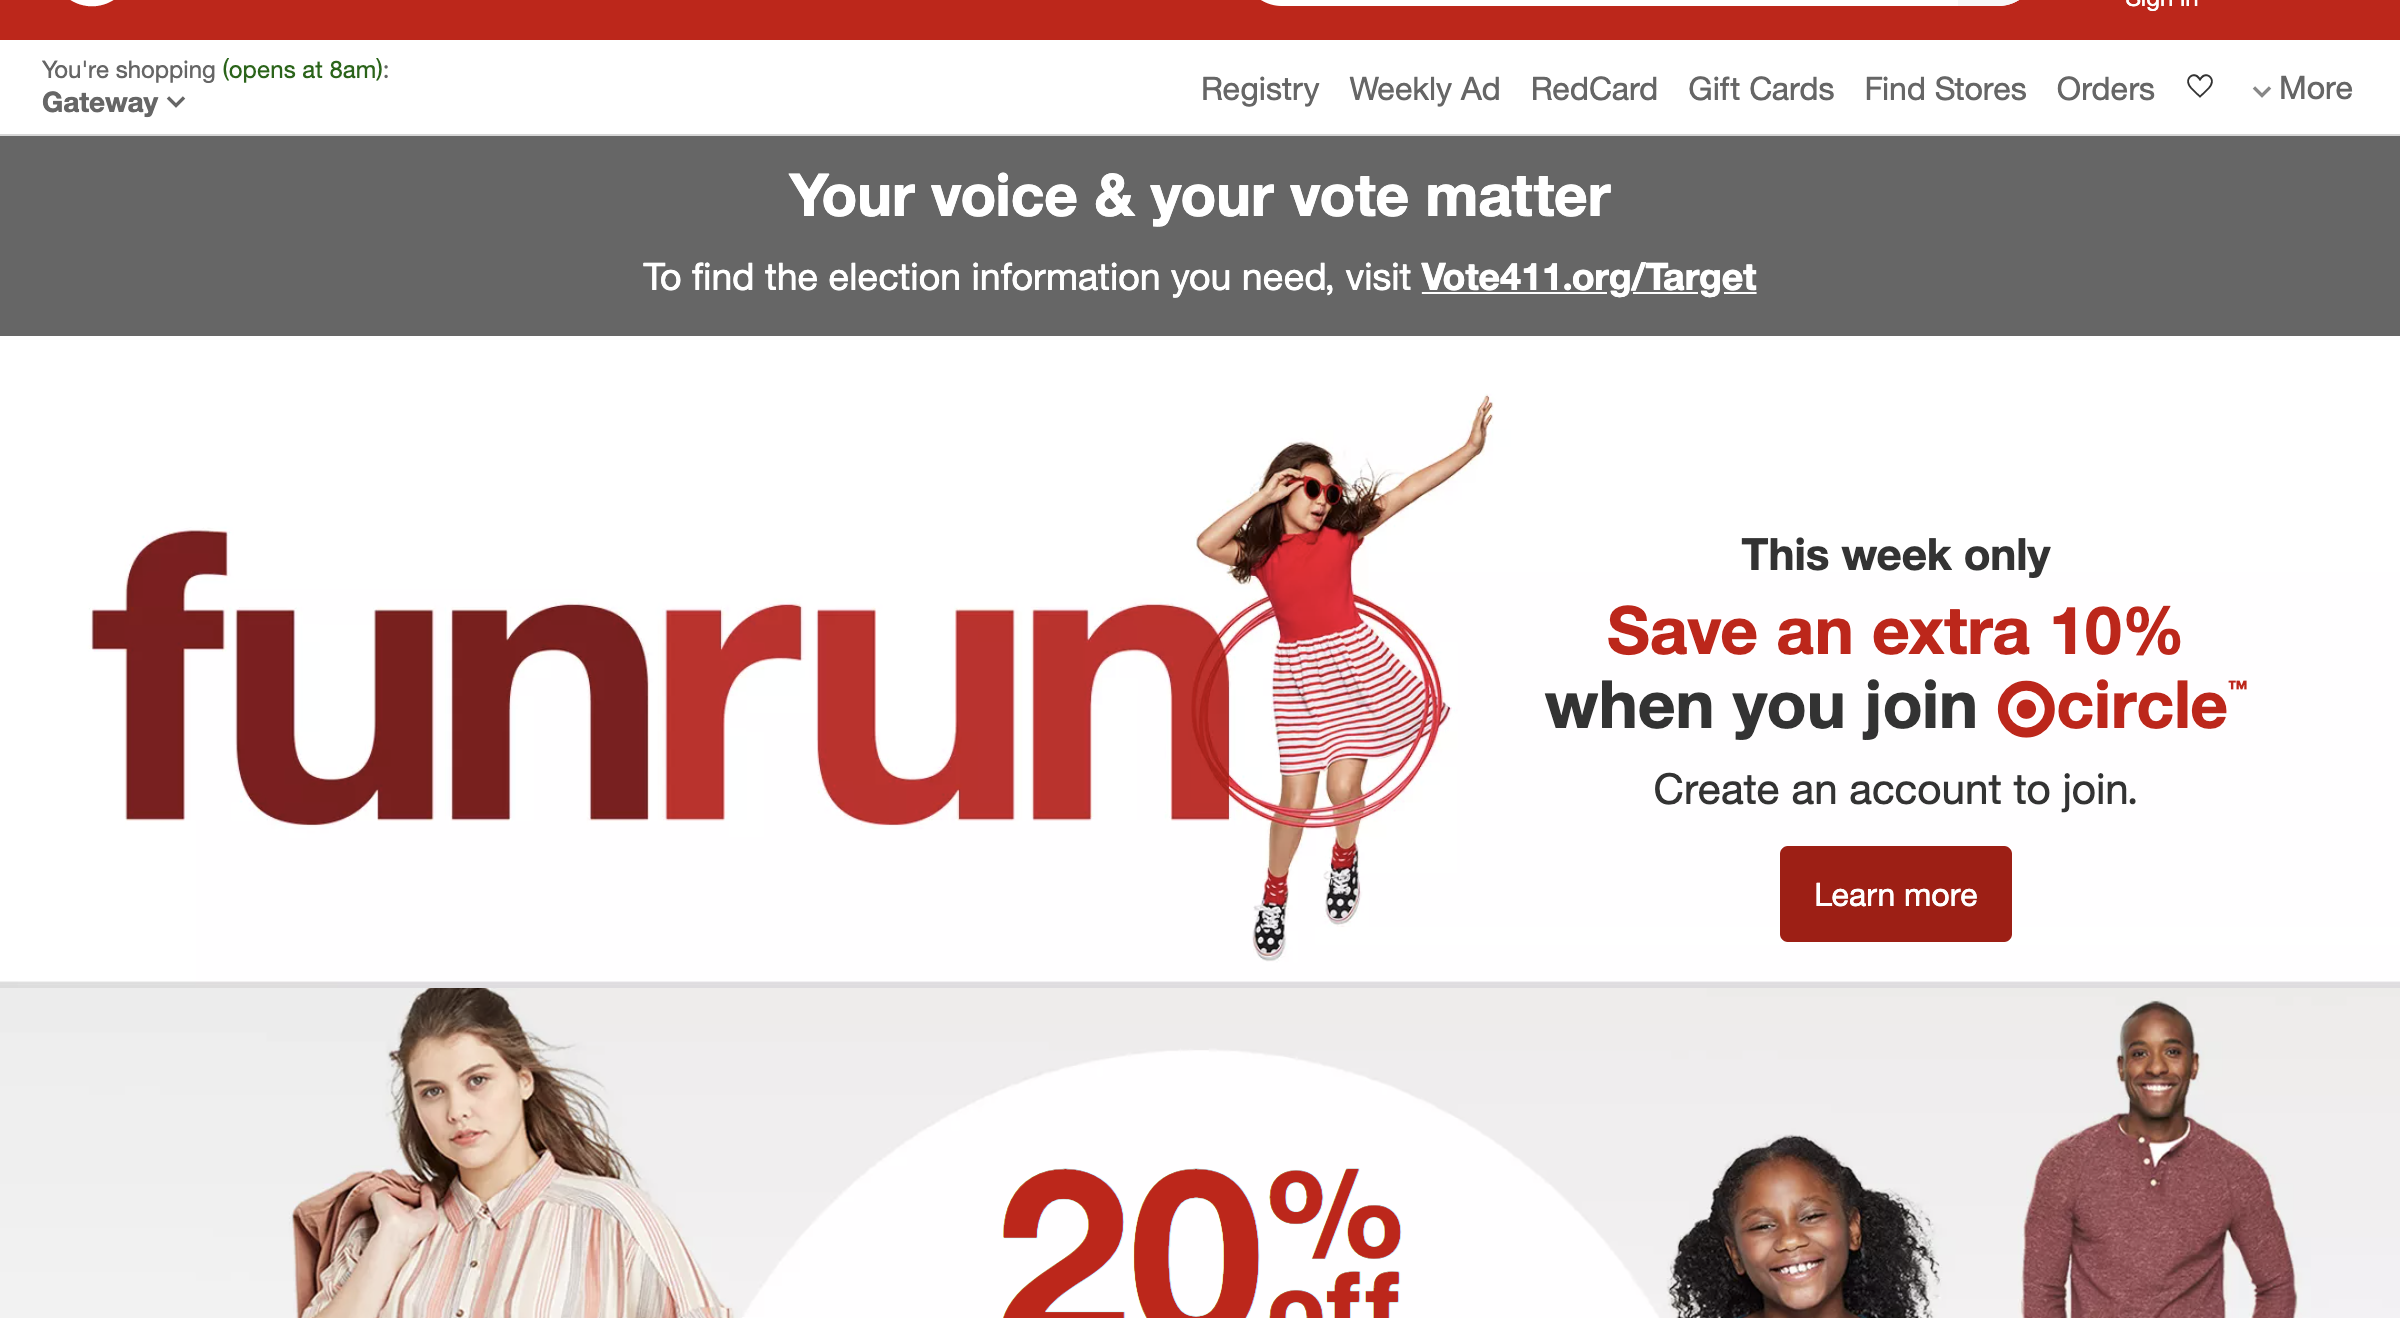 Sign in
You're shopping (opens at 8am):
Gateway
Registry Weekly Ad RedCard Gift Cards Find Stores Orders More
Your voice & your vote matter
To find the election information you need, visit Vote411.org/Target
funrun
This week only
Save an extra 10%
when you join circle™
Create an account to join.
Learn more
20%
off